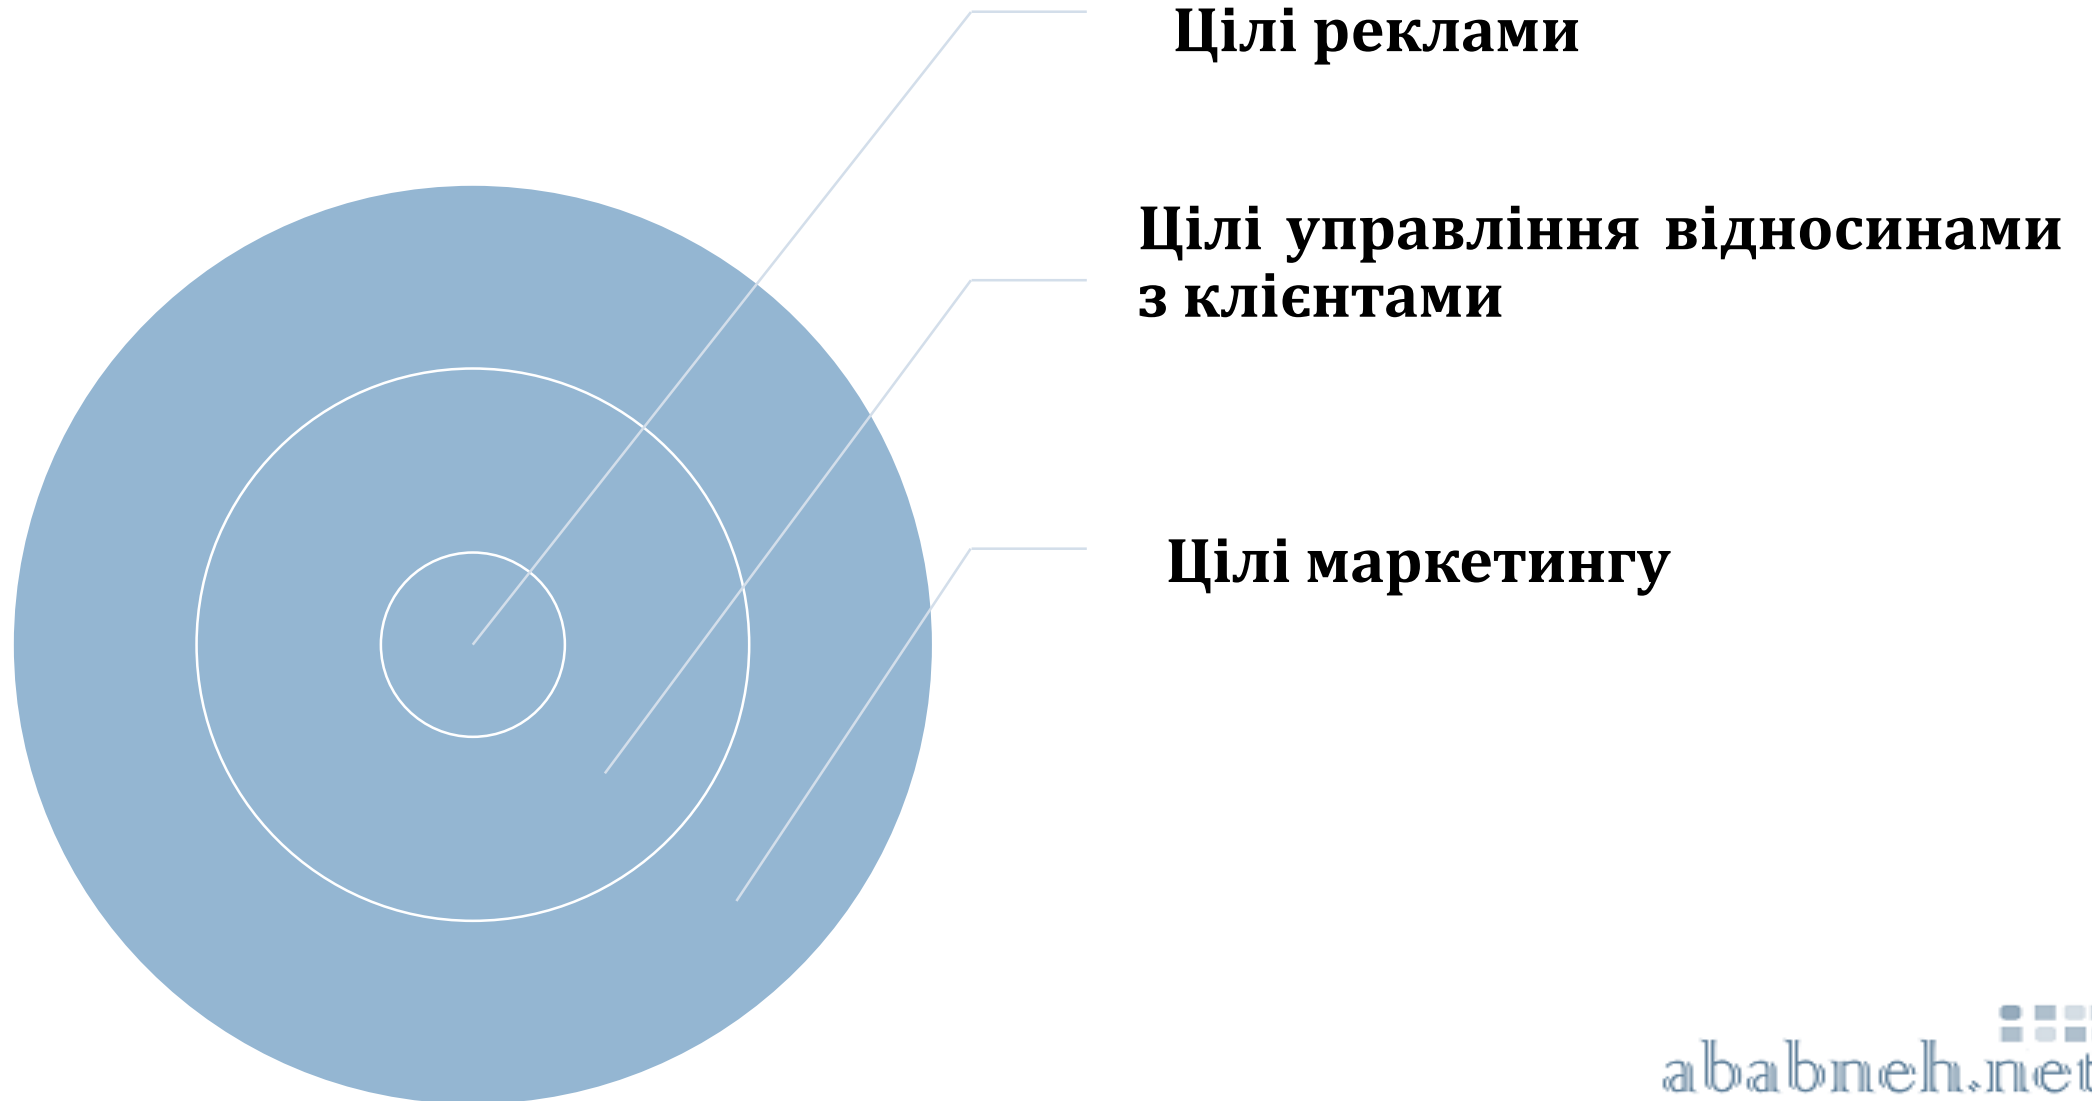 Цілі реклами
Цілі управління відносинами
з клієнтами
Цілі маркетингу
ababneh.net